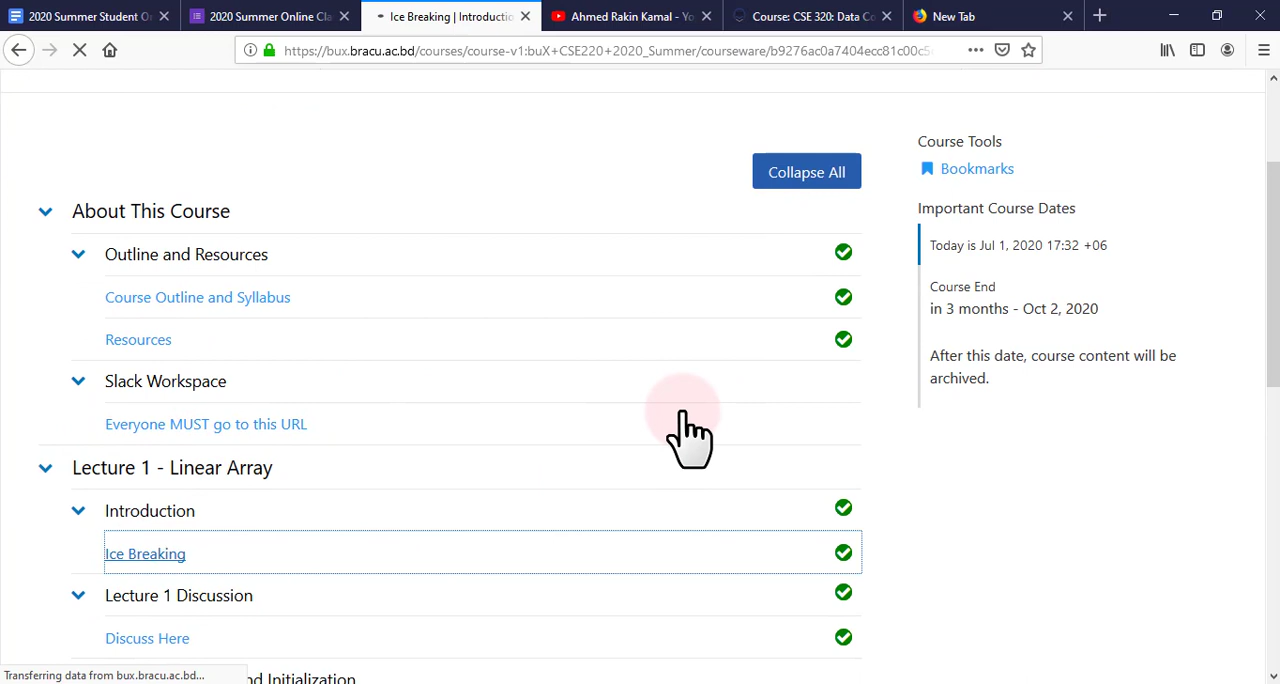 2020 Summer Student O
2020 Summer Online Cla
Ice Breaking | Introductio
Ahmed Rakin Kamal - Yo
Course: CSE 320: Data Co
New Tab
https://bux.bracu.ac.bd/courses/course-v1:buX+CSE220+2020_Summer/courseware/b9276ac0a7404ecc81c00c5
Collapse All
About This Course
Outline and Resources
Course Outline and Syllabus
Resources
Slack Workspace
Everyone MUST go to this URL
Lecture 1 - Linear Array
Introduction
Ice Breaking
Lecture 1 Discussion
Discuss Here
nd Initialization
Course Tools
Bookmarks
Important Course Dates
Today is Jul 1, 2020 17:32 +06
Course End
in 3 months - Oct 2, 2020
After this date, course content will be
archived.
Transferring data from bux.bracu.ac.bd...